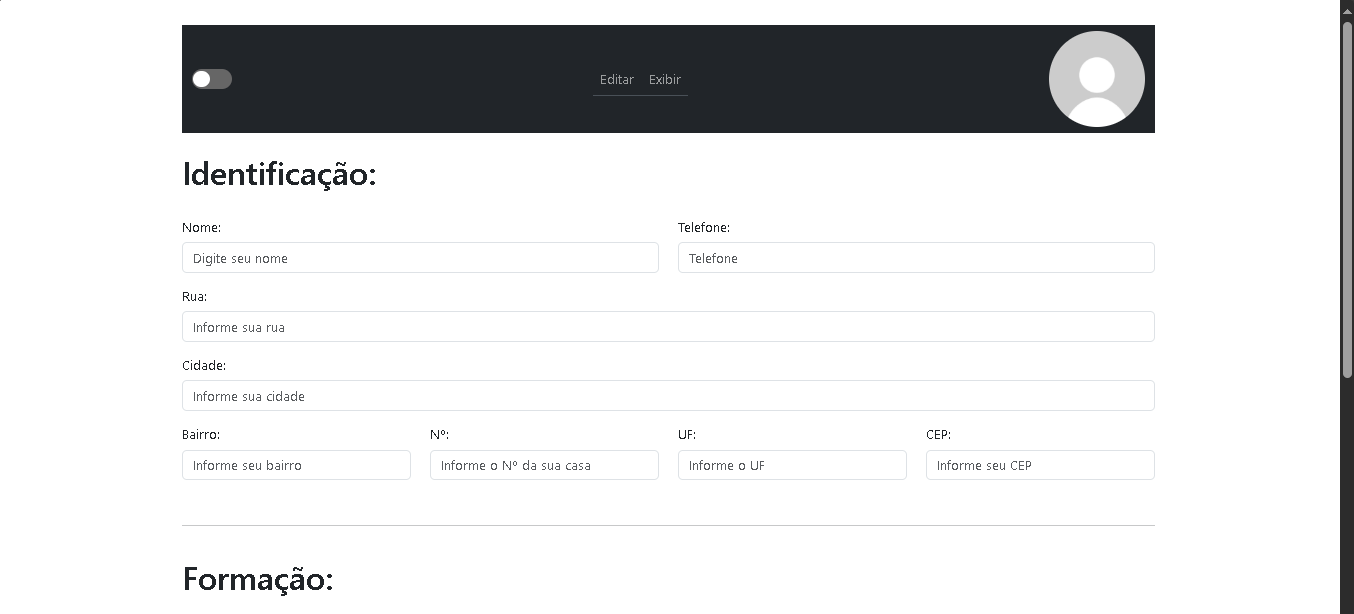 Editar Exibir
Identificação:
Nome: Telefone:
Digite seu nome Telefone
Rua:
Informe sua rua
Cidade:
Informe sua cidade
Bairro: Nº: UF: CEP:
Informe seu bairro Informe o Nº da sua casa Informe o UF Informe seu CEP
Formação: